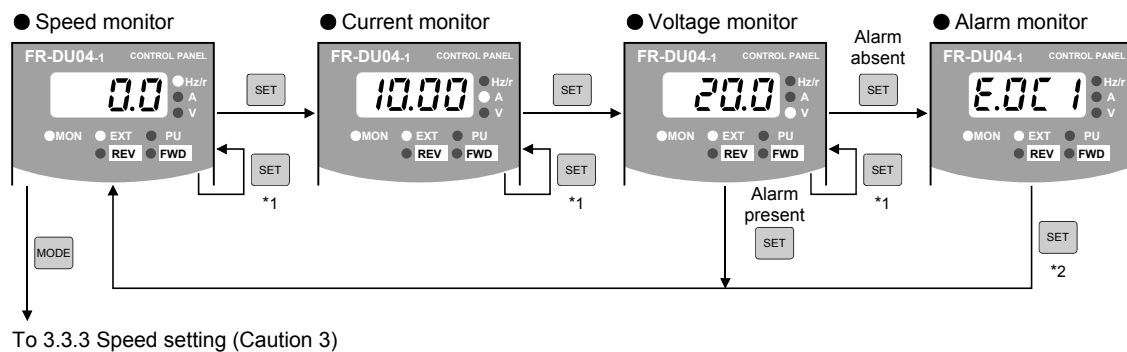 ● Speed monitor
● Current monitor
● Voltage monitor
● Alarm monitor
Alarm
absent
FR-DU04-1 CONTROL PANEL
0.0
Hz/r
A
V
MON EXT PU
REV FWD
SET
SET
*1
FR-DU04-1 CONTROL PANEL
10.00
Hz/r
A
V
MON EXT PU
REV FWD
SET
SET
*1
FR-DU04-1 CONTROL PANEL
20.0
Hz/r
A
V
MON EXT PU
REV FWD
SET
SET
*1
Alarm
present
SET
FR-DU04-1 CONTROL PANEL
E.OC 1
Hz/r
A
V
MON EXT PU
REV FWD
SET
*2
MODE
To 3.3.3 Speed setting (Caution 3)